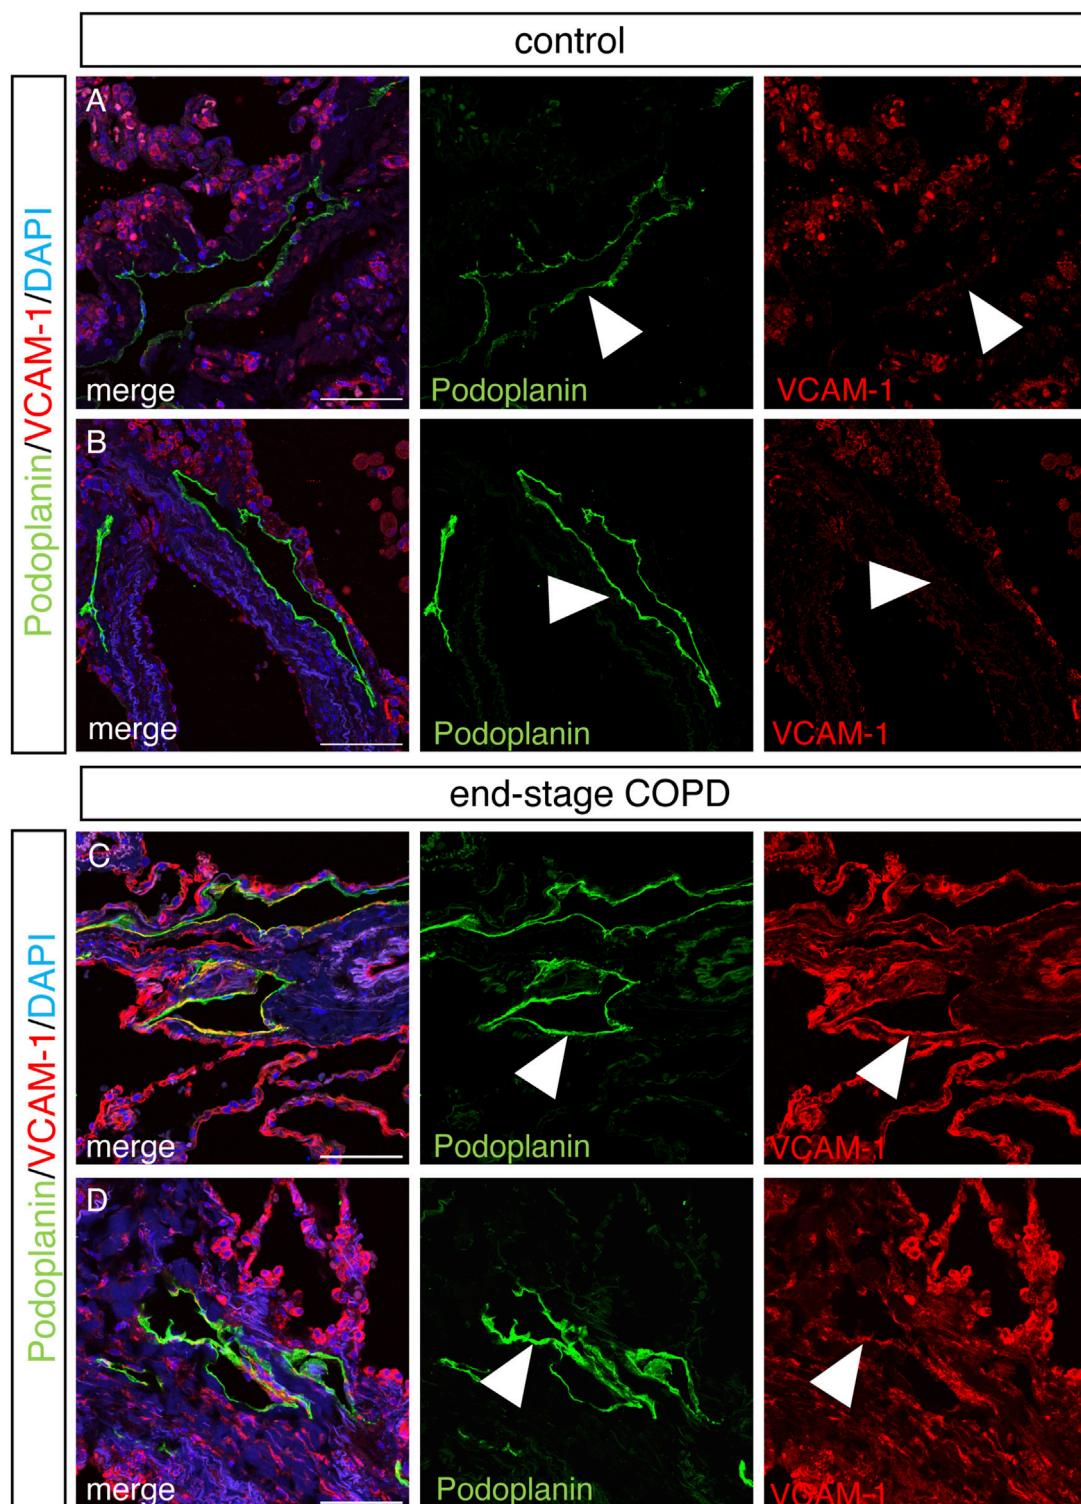 control
Podoplanin/VCAM-1/DAPI
A
merge
Podoplanin
VCAM-1
B
merge
Podoplanin
VCAM-1
end-stage COPD
Podoplanin/VCAM-1/DAPI
C
merge
Podoplanin
VCAM-1
D
merge
Podoplanin
VCAM-1